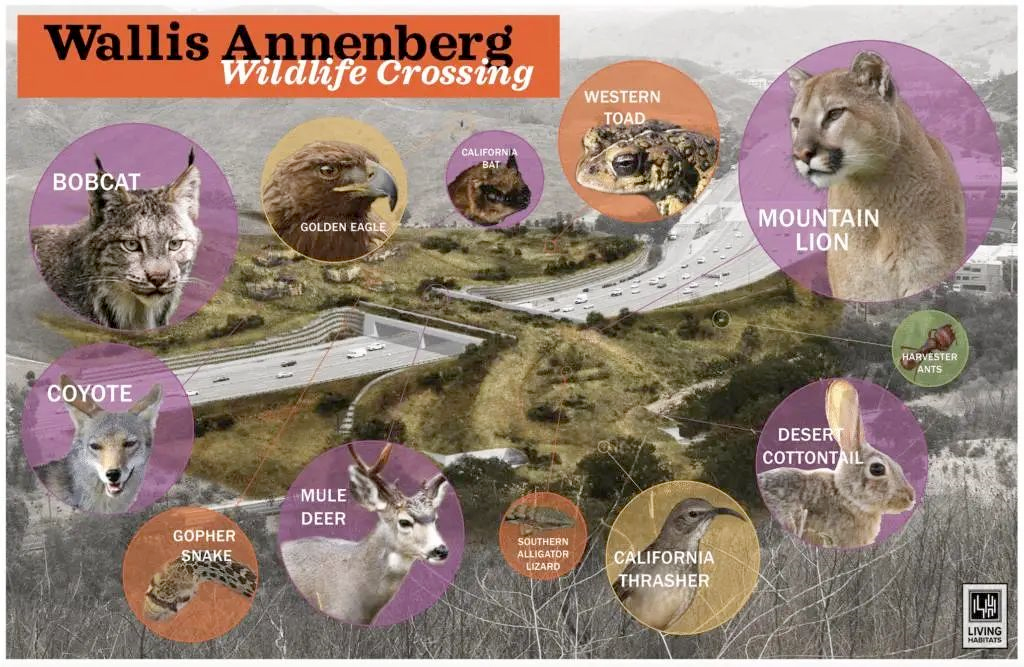 Wallis Annenberg
Wildlife Crossing
BOBCAT
GOLDEN EAGLE
CALIFORNIA
BAT
WESTERN
TOAD
MOUNTAIN
LION
HARVESTER
ANTS
COYOTE
DESERT
COTTONTAIL
MULE
DEER
GOPHER
SNAKE
SOUTHERN
ALLIGATOR
LIZARD
CALIFORNIA
THRASHER
LIVING
HABITATS